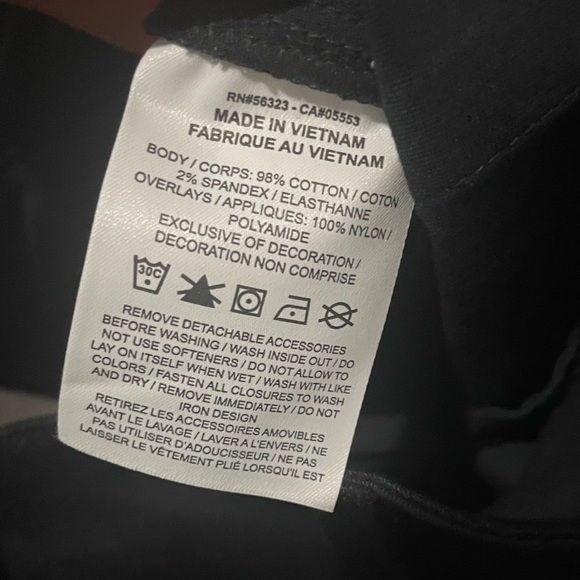 RN#56323 - CA#05553
MADE IN VIETNAM
FABRIQUE AU VIETNAM
BODY / CORPS: 98% COTTON / COTON
2% SPANDEX / ELASTHANNE
OVERLAYS / APPLIQUES: 100% NYLON /
POLYAMIDE
EXCLUSIVE OF DECORATION /
DECORATION NON COMPRISE
30C
REMOVE DETACHABLE ACCESSORIES
BEFORE WASHING / WASH INSIDE OUT / DO
NOT USE SOFTENERS / DO NOT ALLOW TO
LAY ON ITSELF WHEN WET / WASH WITH LIKE
COLORS / FASTEN ALL CLOSURES TO WASH
AND DRY / REMOVE IMMEDIATELY / DO NOT
IRON DESIGN
RETIREZ LES ACCESSOIRES AMOVIBLES
AVANT LE LAVAGE / LAVER A L'ENVERS / NE
PAS UTILISER D'ADOUCISSEUR / NE PAS
LAISSER LE VÊTEMENT PLIÉ LORSQU'IL EST